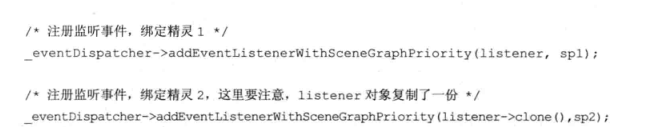 /* 注册监听事件，绑定精灵 1 */
_eventDispatcher->addEventListenerWithSceneGraphPriority(listener, sp1);
/* 注册监听事件，绑定精灵 2，这里要注意，listener 对象复制了一份 */
_eventDispatcher->addEventListenerWithSceneGraphPriority(listener->clone(),sp2);